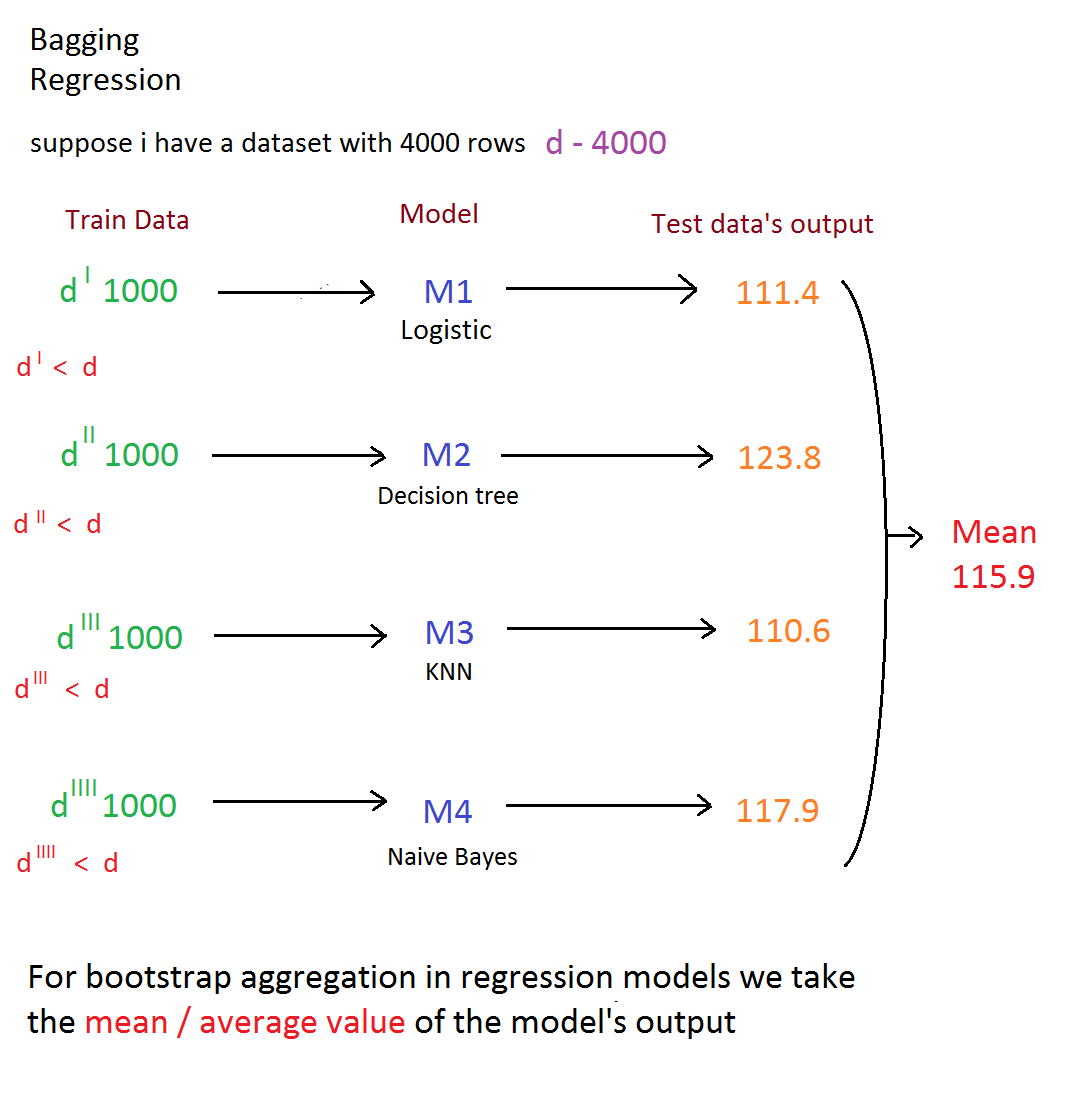 Bagging
Regression
suppose i have a dataset with 4000 rows d - 4000
Train Data Model Test data's output
d I 1000 M1 111.4
Logistic
d I < d
d II 1000 M2 123.8
Decision tree
d II < d
Mean
115.9
d III 1000 M3 110.6
KNN
d III < d
d IIII 1000 M4 117.9
Naive Bayes
d IIII < d
For bootstrap aggregation in regression models we take
the mean / average value of the model's output